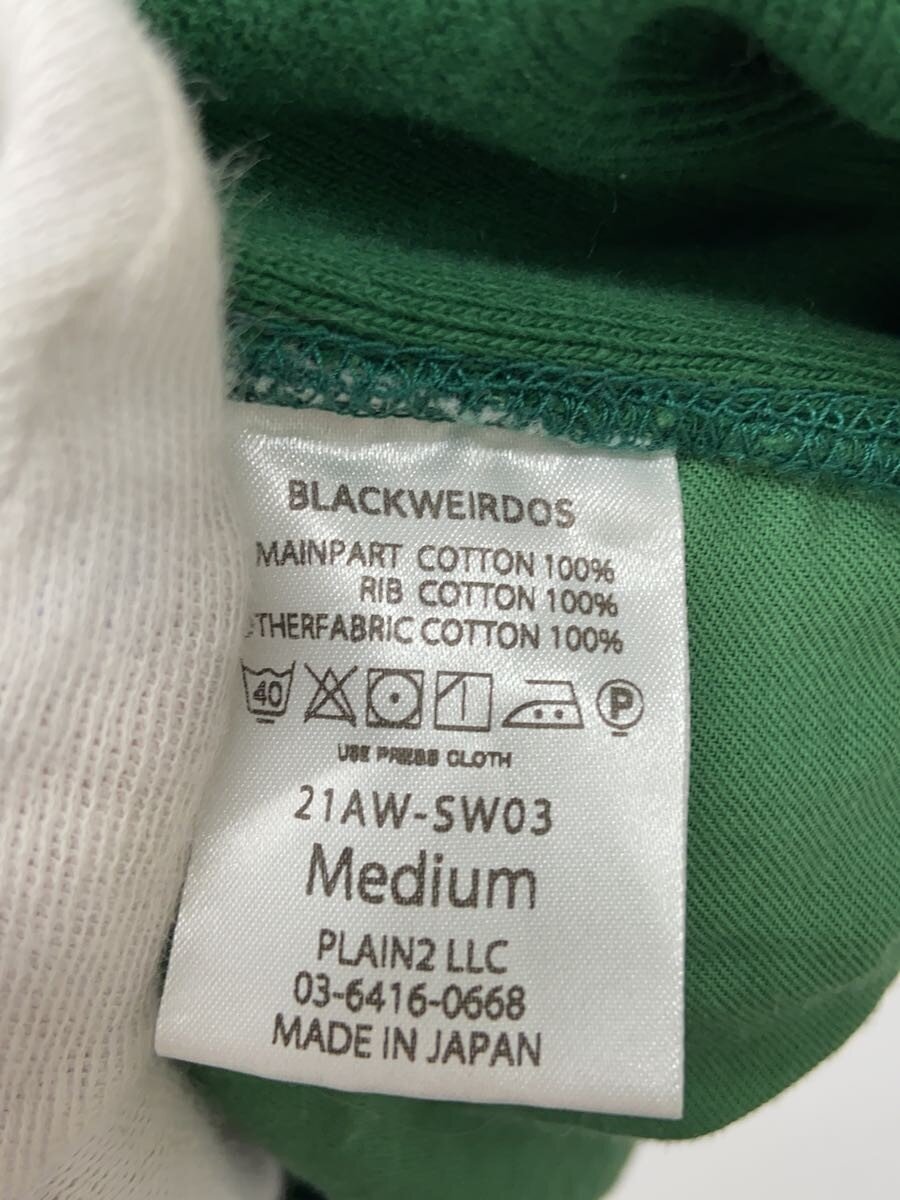 BLACKWEIRDOS
MAINPART COTTON 100%
RIB COTTON 100%
THERFABRIC COTTON 100%
40 P
USE PRESS CLOTH
21AW-SW03
Medium
PLAIN2 LLC
03-6416-0668
MADE IN JAPAN